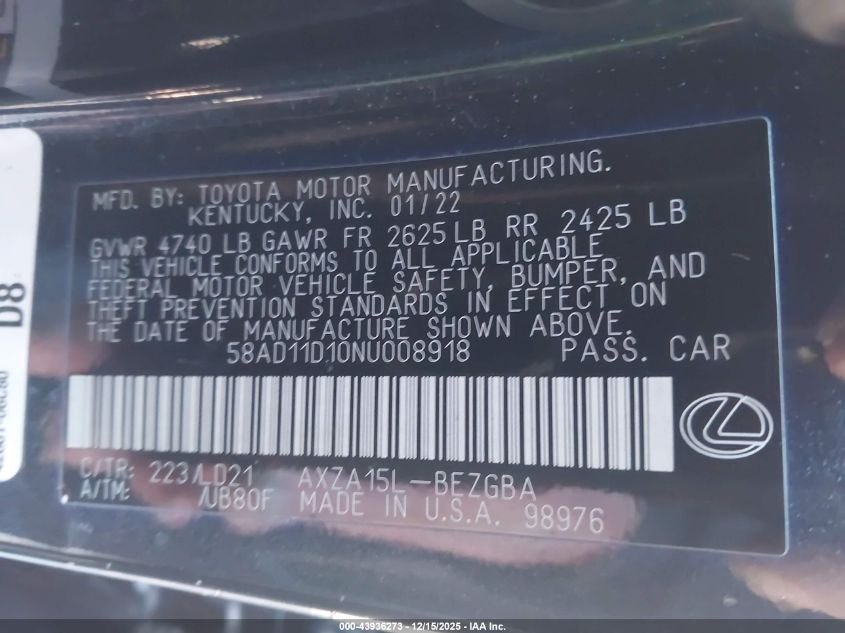 MFD. BY: TOYOTA MOTOR MANUFACTURING.
KENTUCKY, INC. 01/22
GVWR 4740 LB GAWR FR 2625 LB RR 2425 LB
THIS VEHICLE CONFORMS TO ALL APPLICABLE
FEDERAL MOTOR VEHICLE SAFETY, BUMPER, AND
THEFT PREVENTION STANDARDS IN EFFECT ON
THE DATE OF MANUFACTURE SHOWN ABOVE.
58AD11D10NU008918 PASS. CAR
C/TR: 223/LD21 AXZA15L-BEZGBA
A/TM: /UB80F MADE IN U.S.A. 98976
D8
000-43936273 - 12/15/2025 - IAA Inc.